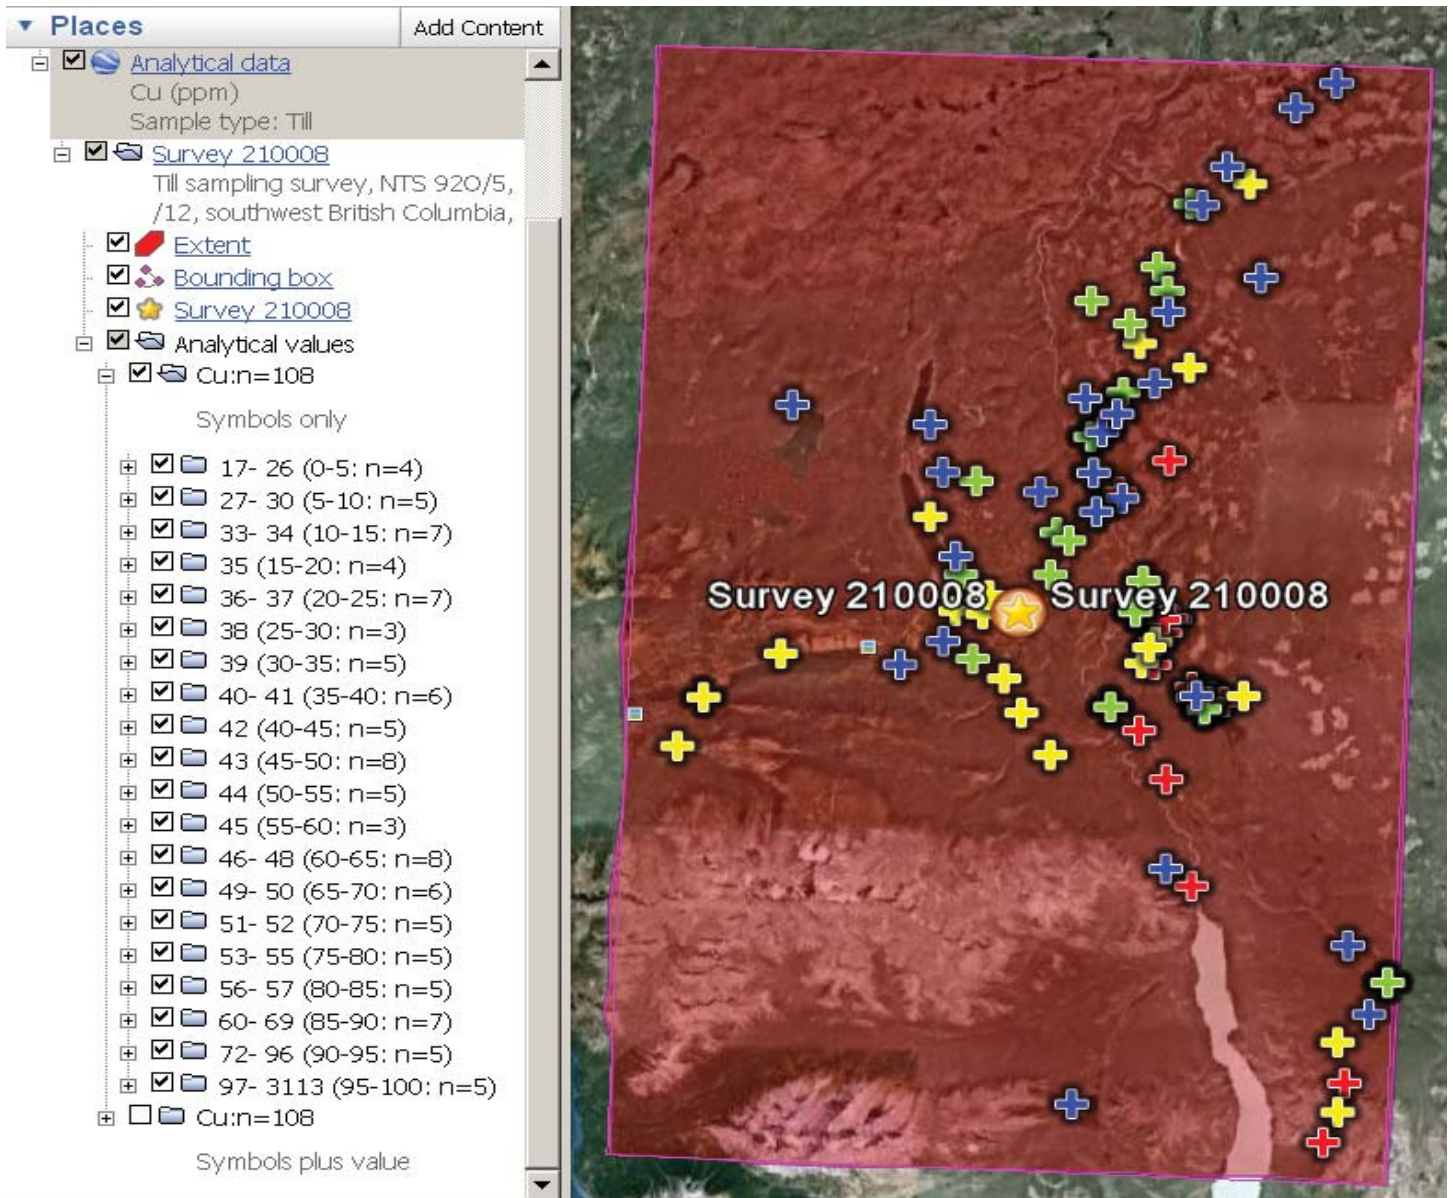 Places
Add Content
Analytical data
Cu (ppm)
Sample type: Till
Survey 210008
Till sampling survey, NTS 92O/5,
/12, southwest British Columbia,
Extent
Bounding box
Survey 210008
Analytical values
Cu:n=108
Symbols only
17- 26 (0-5: n=4)
27- 30 (5-10: n=5)
33- 34 (10-15: n=7)
35 (15-20: n=4)
36- 37 (20-25: n=7)
38 (25-30: n=3)
39 (30-35: n=5)
40- 41 (35-40: n=6)
42 (40-45: n=5)
43 (45-50: n=8)
44 (50-55: n=5)
45 (55-60: n=3)
46- 48 (60-65: n=8)
49- 50 (65-70: n=6)
51- 52 (70-75: n=5)
53- 55 (75-80: n=5)
56- 57 (80-85: n=5)
60- 69 (85-90: n=7)
72- 96 (90-95: n=5)
97- 3113 (95-100: n=5)
Cu:n=108
Symbols plus value
Survey 210008
Survey 210008